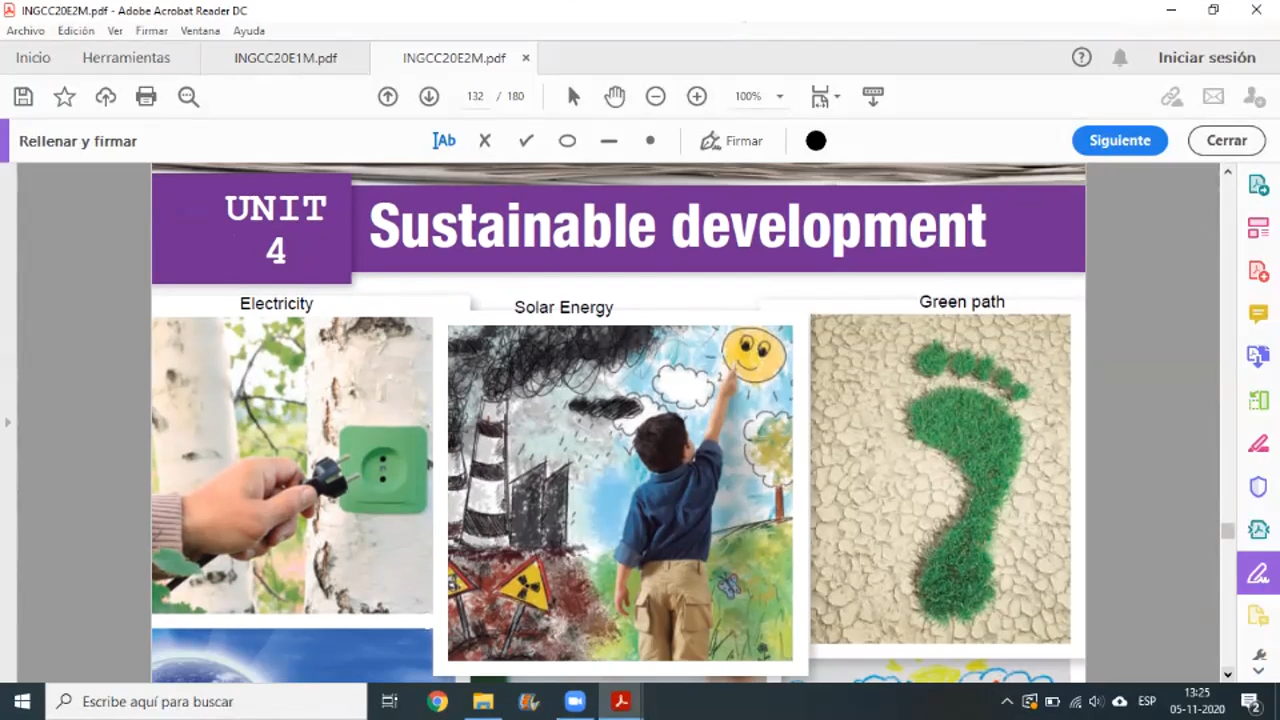 INGCC20E2M.pdf - Adobe Acrobat Reader DC
Archivo Edición Ver Firmar Ventana Ayuda
Inicio Herramientas INGCC20E1M.pdf INGCC20E2M.pdf × Iniciar sesión
132 / 180 100%
Rellenar y firmar Ab Firmar Siguiente Cerrar
UNIT
4
Sustainable development
Electricity
Solar Energy
Green path
Escribe aquí para buscar
ESP
13:25
05-11-2020
2